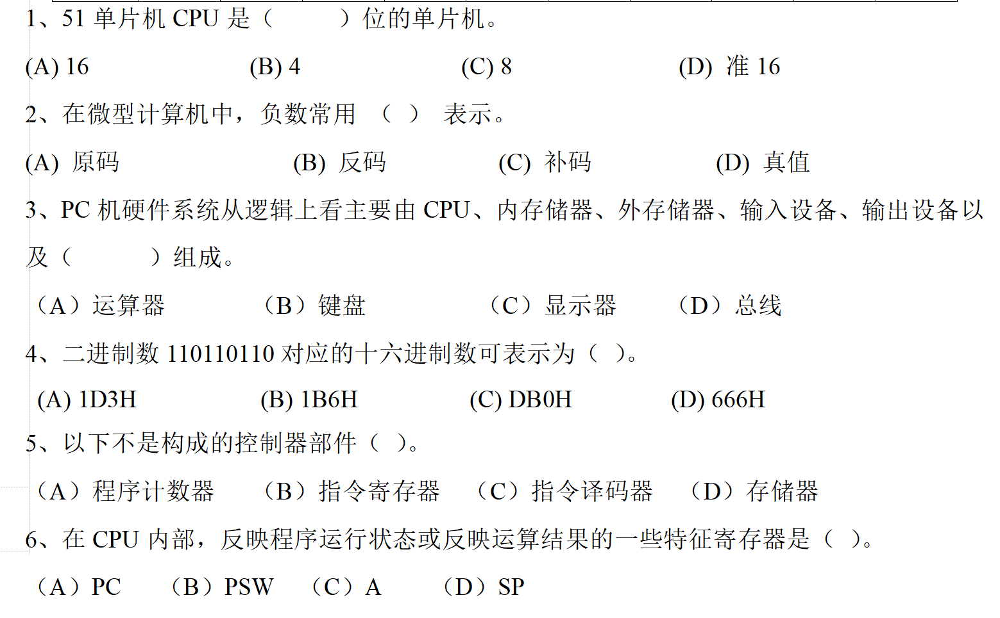 1、51 单片机 CPU 是（ ）位的单片机。
(A) 16 (B) 4 (C) 8 (D) 准 16
2、在微型计算机中，负数常用 （ ） 表示。
(A) 原码 (B) 反码 (C) 补码 (D) 真值
3、PC 机硬件系统从逻辑上看主要由 CPU、内存储器、外存储器、输入设备、输出设备以
及（ ）组成。
（A）运算器 （B）键盘 （C）显示器 （D）总线
4、二进制数 110110110 对应的十六进制数可表示为（ ）。
(A) 1D3H (B) 1B6H (C) DB0H (D) 666H
5、以下不是构成的控制器部件（ ）。
（A）程序计数器 （B）指令寄存器 （C）指令译码器 （D）存储器
6、在 CPU 内部，反映程序运行状态或反映运算结果的一些特征寄存器是（ ）。
（A）PC （B）PSW （C）A （D）SP